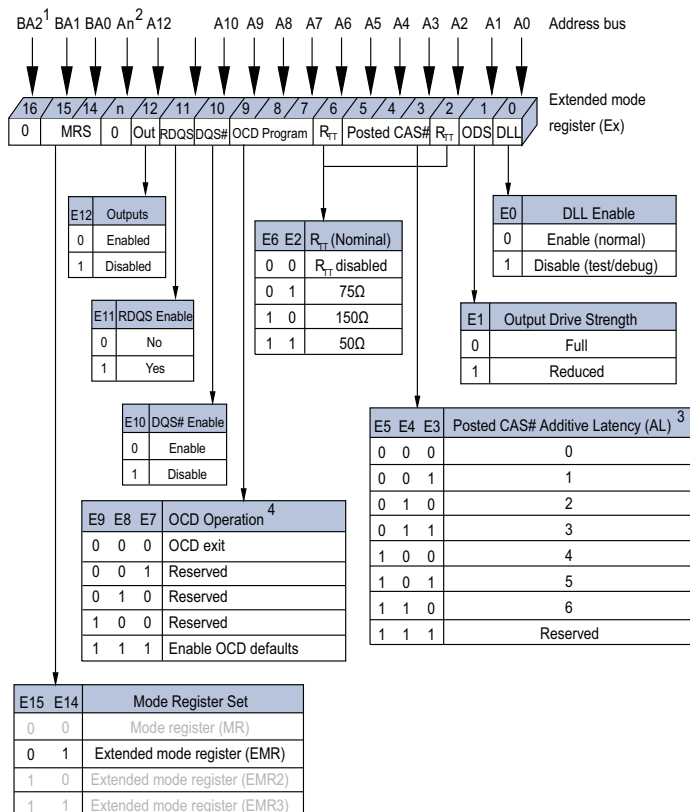 BA2¹ BA1 BA0 An² A12 A10 A9 A8 A7 A6 A5 A4 A3 A2 A1 A0 Address bus
16 15 14 n 12 11 10 9 8 7 6 5 4 3 2 1 0
Extended mode
register (Ex)
0 MRS 0 Out RDQS DQS# OCD Program RTT Posted CAS# RTT ODS DLL
E12 Outputs
0 Enabled
1 Disabled
E11 RDQS Enable
0 No
1 Yes
E10 DQS# Enable
0 Enable
1 Disable
E6 E2 RTT (Nominal)
0 0 RTT disabled
0 1 75Ω
1 0 150Ω
1 1 50Ω
E0 DLL Enable
0 Enable (normal)
1 Disable (test/debug)
E1 Output Drive Strength
0 Full
1 Reduced
E5 E4 E3 Posted CAS# Additive Latency (AL) ³
0 0 0 0
0 0 1 1
0 1 0 2
0 1 1 3
1 0 0 4
1 0 1 5
1 1 0 6
1 1 1 Reserved
E9 E8 E7 OCD Operation ⁴
0 0 0 OCD exit
0 0 1 Reserved
0 1 0 Reserved
1 0 0 Reserved
1 1 1 Enable OCD defaults
E15 E14 Mode Register Set
0 0 Mode register (MR)
0 1 Extended mode register (EMR)
1 0 Extended mode register (EMR2)
1 1 Extended mode register (EMR3)